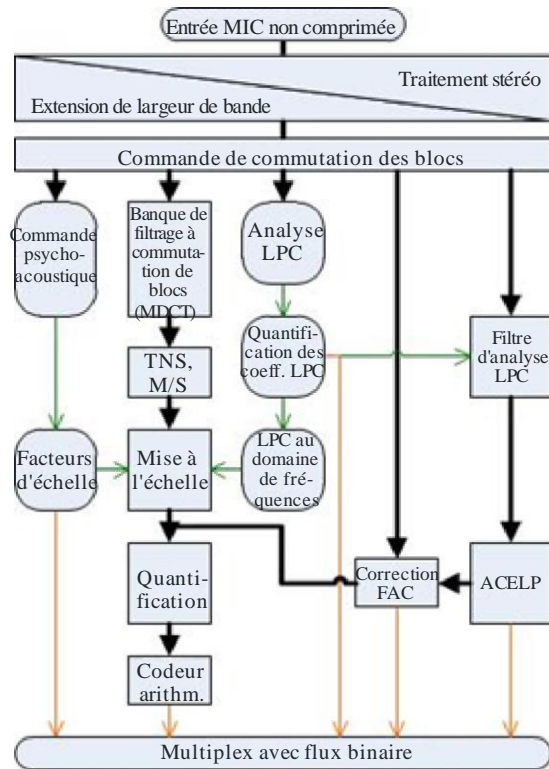 Entrée MIC non comprimée
Traitement stéréo
Extension de largeur de bande
Commande de commutation des blocs
Commande
psycho-
acoustique
Banque de
filtrage à
commuta-
tion de
blocs
(MDCT)
Analyse
LPC
Quantifi-
cation des
coeff. LPC
Filtre
d'analyse
LPC
TNS,
M/S
Facteurs
d'échelle
Mise à
l'échelle
LPC au
domaine
de fré-
quences
Quanti-
fication
Correction
FAC
ACELP
Codeur
arithm.
Multiplex avec flux binaire